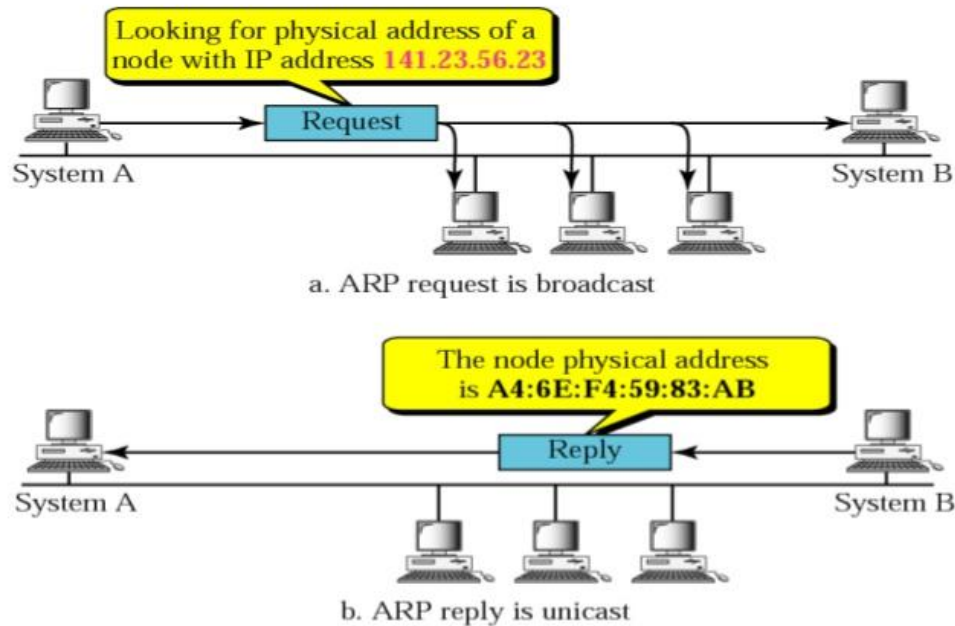 Looking for physical address of a
node with IP address 141.23.56.23
Request
System A
System B
a. ARP request is broadcast
The node physical address
is A4:6E:F4:59:83:AB
Reply
System A
System B
b. ARP reply is unicast